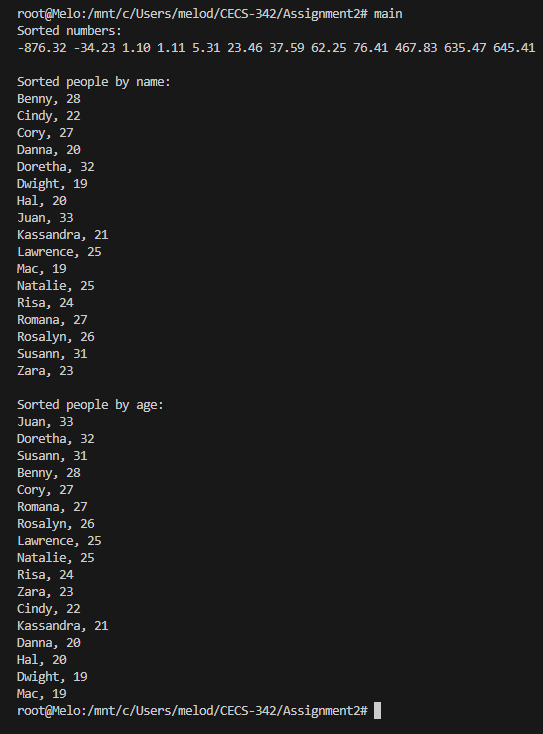 root@Melo:/mnt/c/Users/melod/CECS-342/Assignment2# main
Sorted numbers:
-876.32 -34.23 1.10 1.11 5.31 23.46 37.59 62.25 76.41 467.83 635.47 645.41
Sorted people by name:
Benny, 28
Cindy, 22
Cory, 27
Danna, 20
Doretha, 32
Dwight, 19
Hal, 20
Juan, 33
Kassandra, 21
Lawrence, 25
Mac, 19
Natalie, 25
Risa, 24
Romana, 27
Rosalyn, 26
Susann, 31
Zara, 23
Sorted people by age:
Juan, 33
Doretha, 32
Susann, 31
Benny, 28
Cory, 27
Romana, 27
Rosalyn, 26
Lawrence, 25
Natalie, 25
Risa, 24
Zara, 23
Cindy, 22
Kassandra, 21
Danna, 20
Hal, 20
Dwight, 19
Mac, 19
root@Melo:/mnt/c/Users/melod/CECS-342/Assignment2#